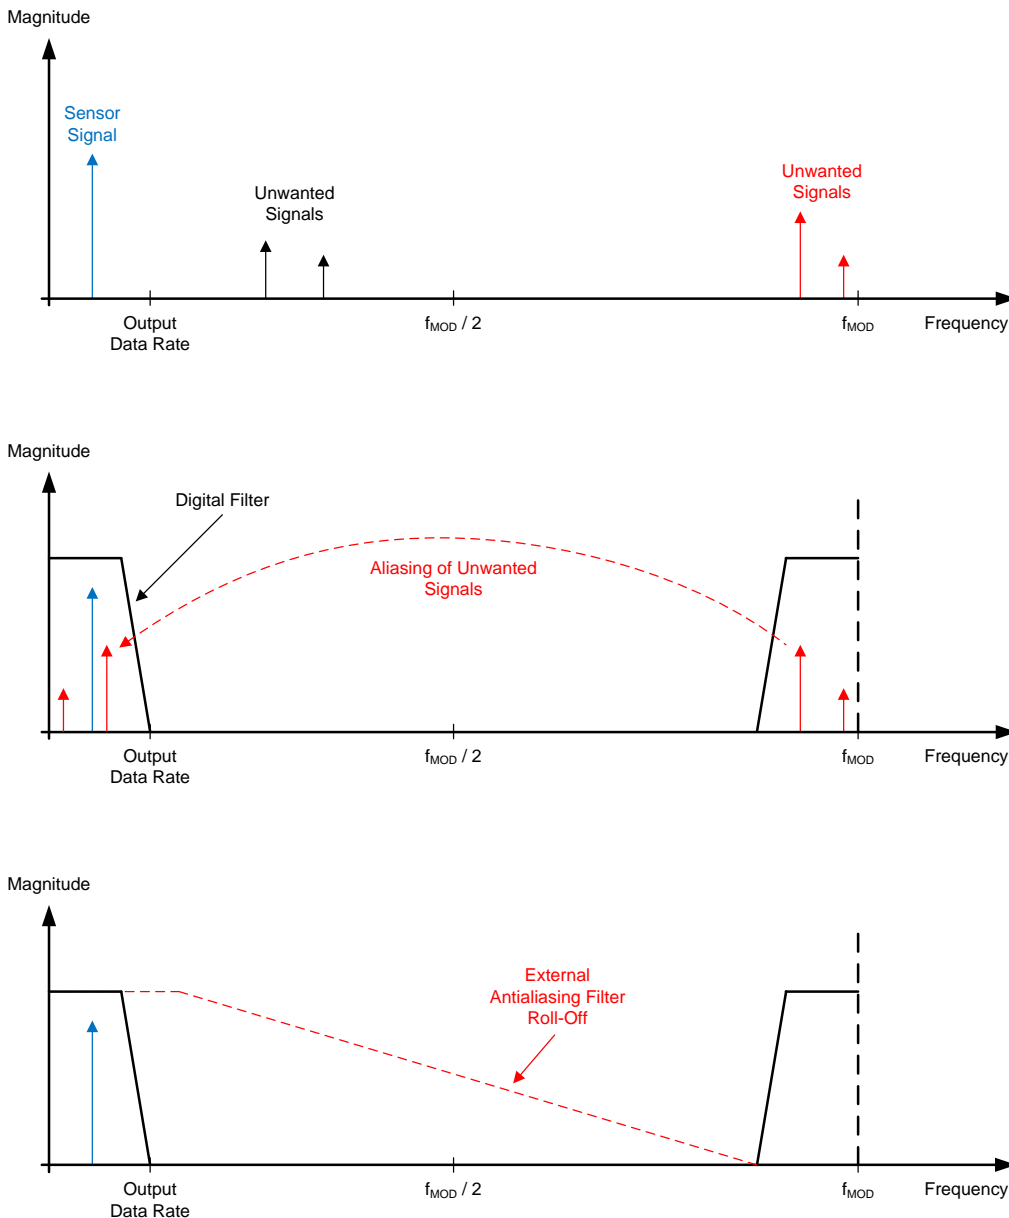 Magnitude
Sensor
Signal
Unwanted
Signals
Unwanted
Signals
Output
Data Rate
fMOD / 2
fMOD
Frequency
Magnitude
Digital Filter
Aliasing of Unwanted
Signals
Output
Data Rate
fMOD / 2
fMOD
Frequency
Magnitude
External
Antialiasing Filter
Roll-Off
Output
Data Rate
fMOD / 2
fMOD
Frequency